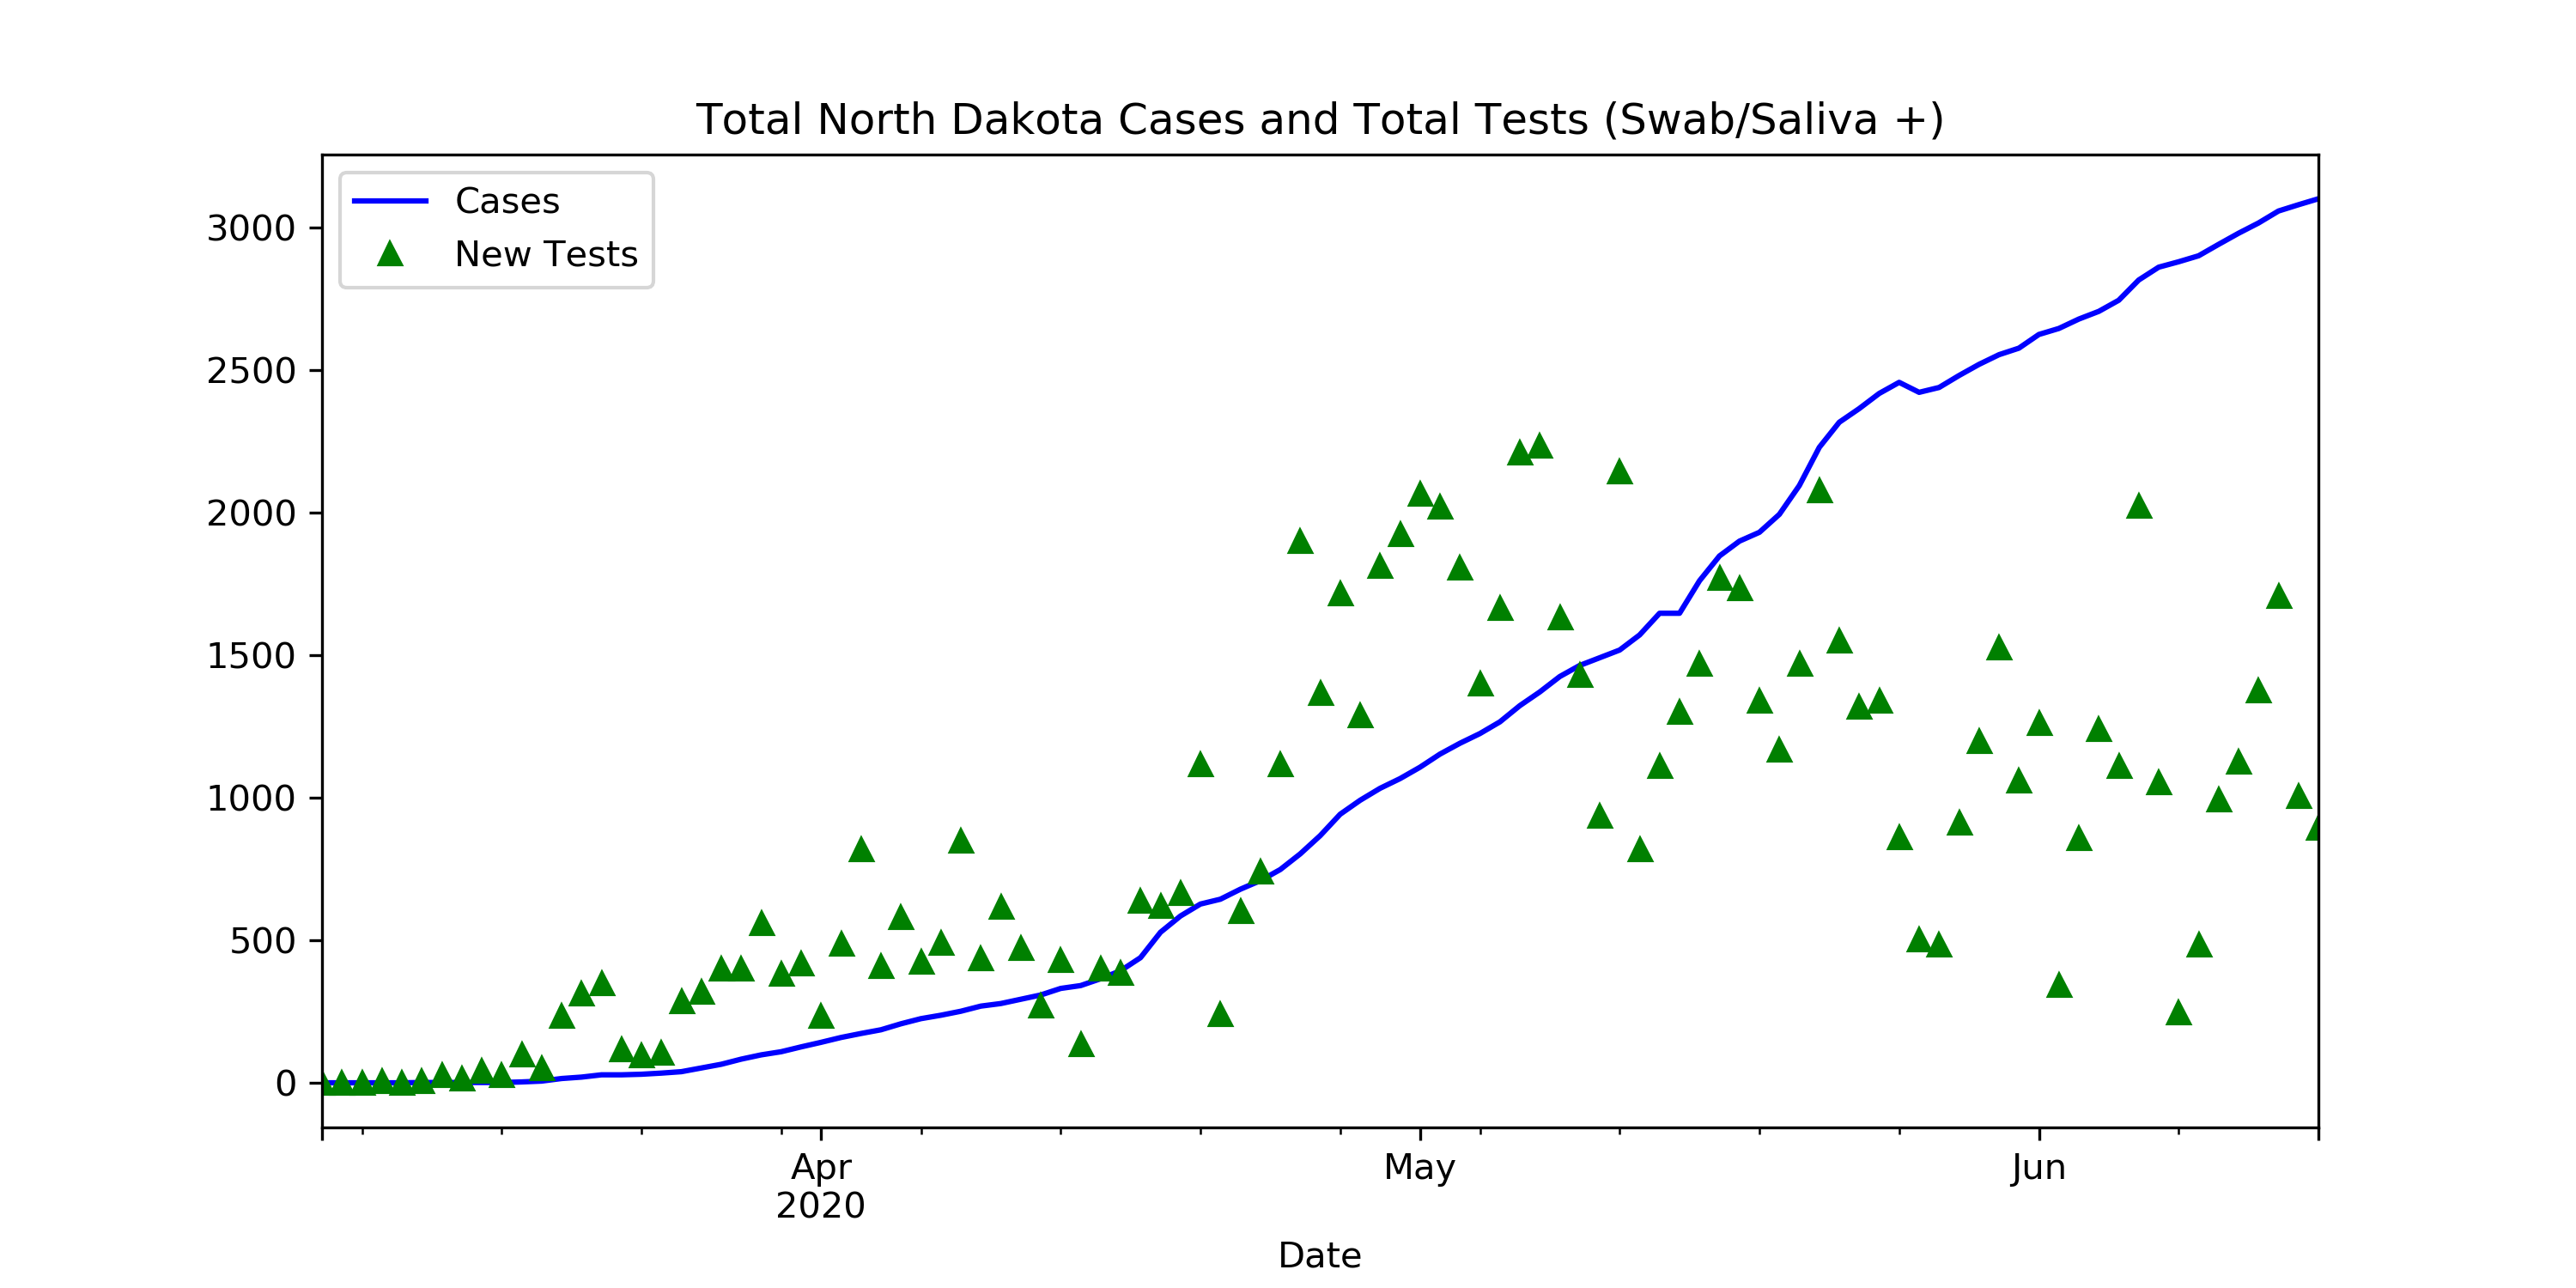 Total North Dakota Cases and Total Tests (Swab/Saliva +)
Cases
New Tests
3000
2500
2000
1500
1000
500
0
Apr
2020
May
Jun
Date